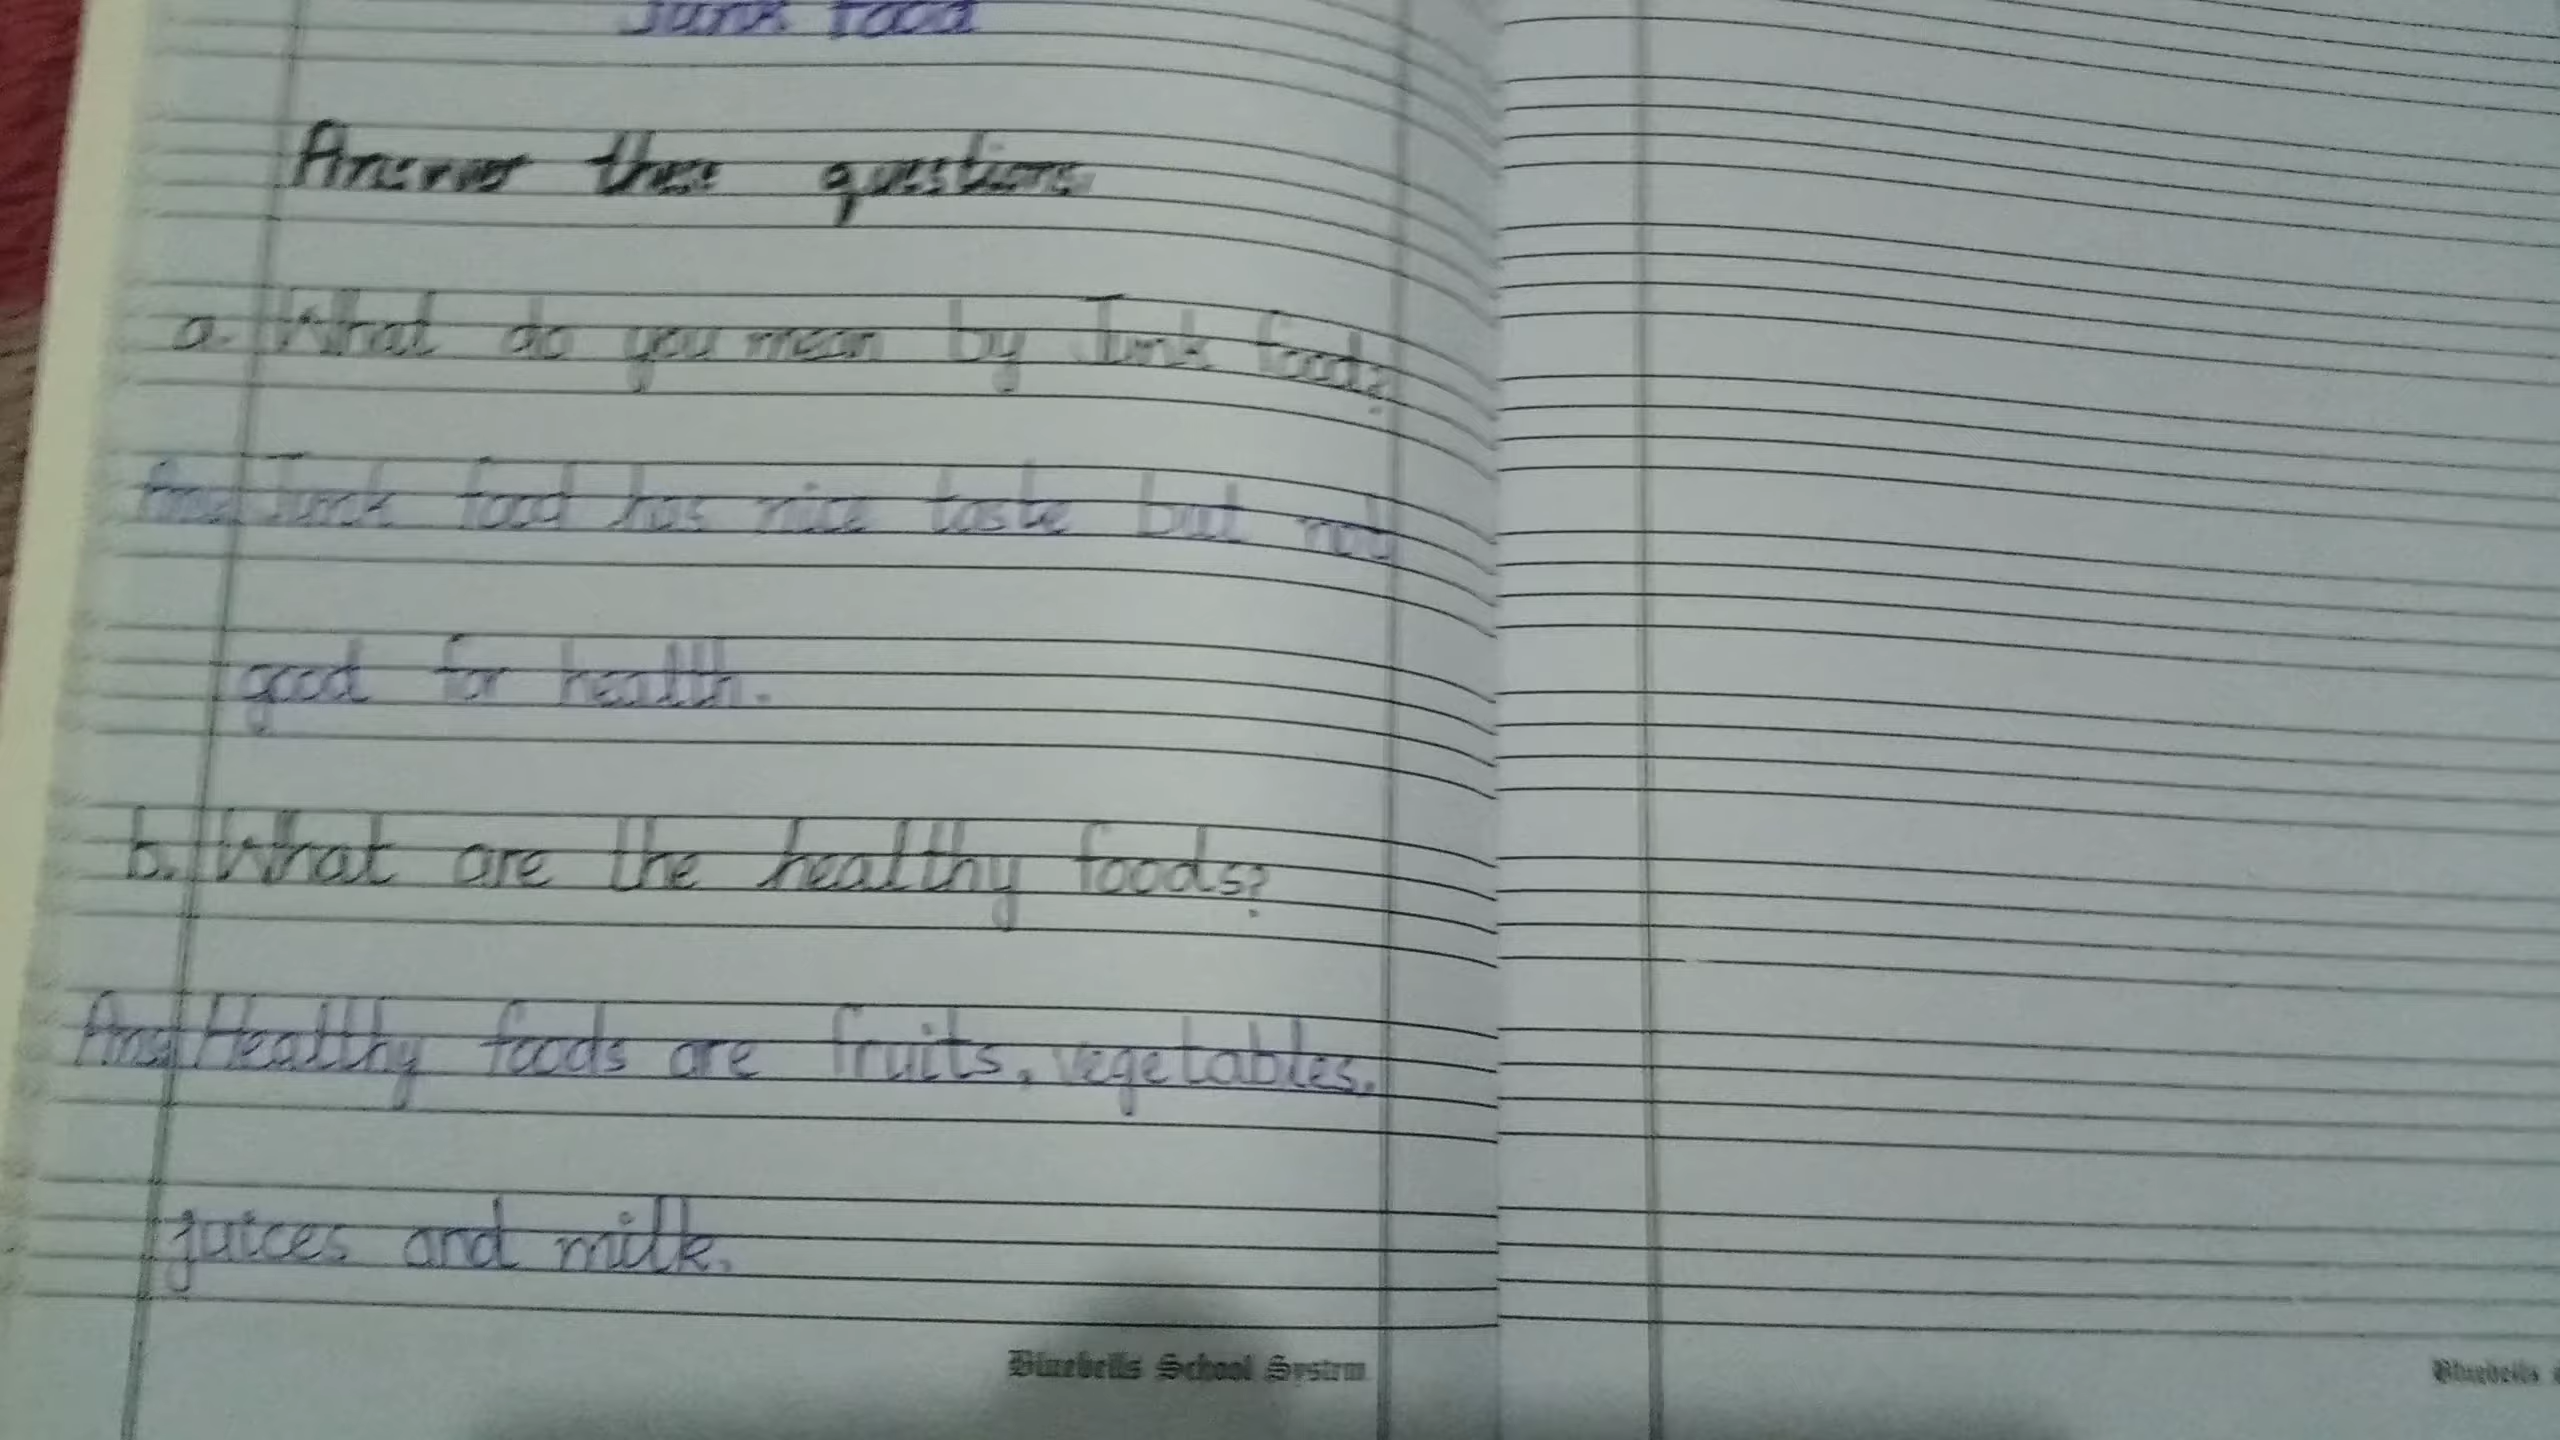 Junk food
Answer these questions.
a. What do you mean by Junk food?
Ans Junk food has nice taste but not
good for health.
b. What are the healthy foods?
Ans Healthy foods are fruits, vegetables,
juices and milk.
Bluebells School System
Bluebells